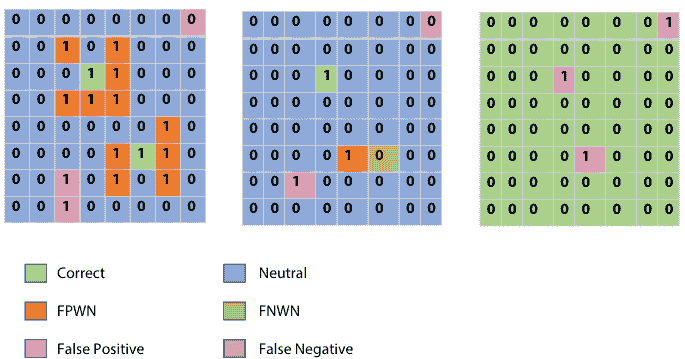 0 0 0 0 0 0 0 0
0 0 1 0 1 0 0 0
0 0 0 1 1 0 0 0
0 0 1 1 1 0 0 0
0 0 0 0 0 0 1 0
0 0 0 0 1 1 1 0
0 0 1 0 1 0 1 0
0 0 1 0 0 0 0 0
0 0 0 0 0 0 0 0
0 0 0 0 0 0 0 0
0 0 0 1 0 0 0 0
0 0 0 0 0 0 0 0
0 0 0 0 0 0 0 0
0 0 0 0 1 0 0 0
0 0 1 0 0 0 0 0
0 0 0 0 0 0 0 0
0 0 0 0 0 0 0 1
0 0 0 0 0 0 0 0
0 0 0 1 0 0 0 0
0 0 0 0 0 0 0 0
0 0 0 0 0 0 0 0
0 0 0 0 1 0 0 0
0 0 0 0 0 0 0 0
0 0 0 0 0 0 0 0
Correct
Neutral
FPWN
FNWN
False Positive
False Negative